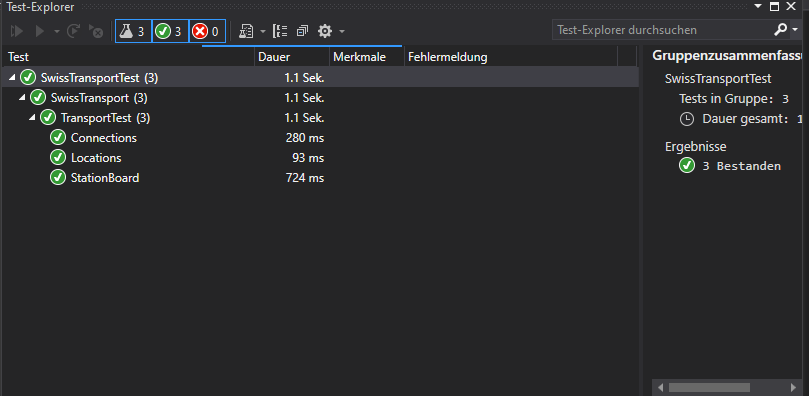 Test-Explorer
3 3 0
Test-Explorer durchsuchen
Test Dauer Merkmale Fehlermeldung
SwissTransportTest (3) 1.1 Sek.
SwissTransport (3) 1.1 Sek.
TransportTest (3) 1.1 Sek.
Connections 280 ms
Locations 93 ms
StationBoard 724 ms
Gruppenzusammenfassu
SwissTransportTest
Tests in Gruppe: 3
Dauer gesamt: 1
Ergebnisse
3 Bestanden